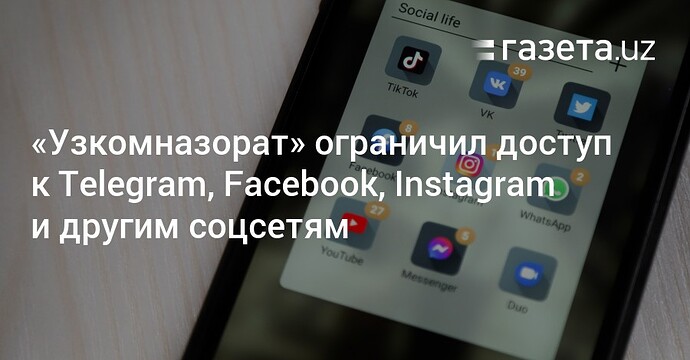 Social life
газета.uz
39
TikTok
VK
8
«Узкомназорат» ограничил доступ
к Telegram, Facebook, Instagram
и другим соцсетям
2
WhatsApp
27
5
YouTube
Messenger
Duo